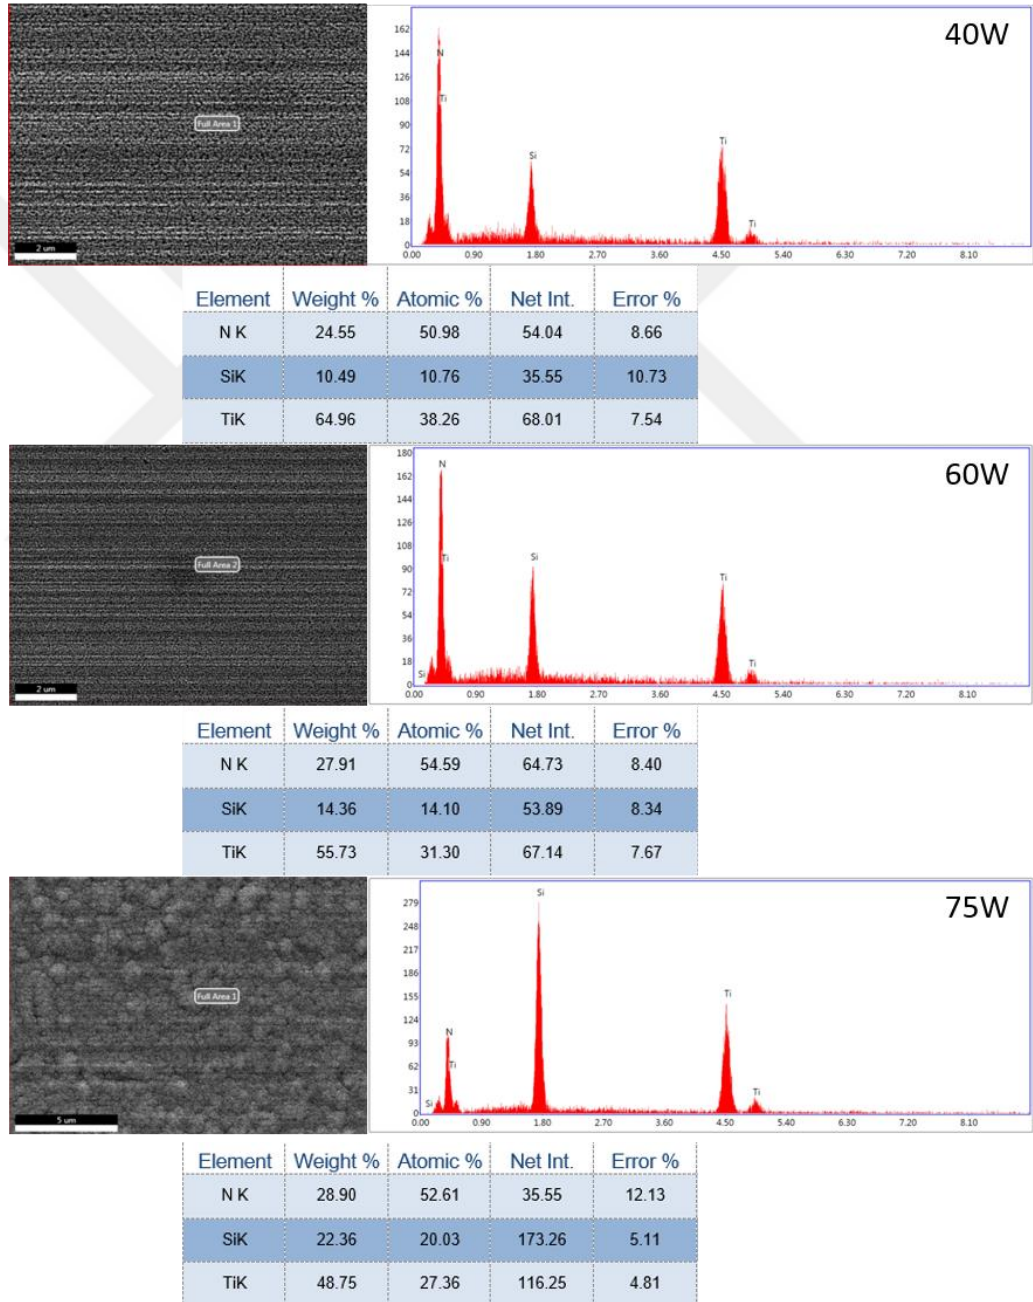 40W
162
144
126
108
90
72
54
36
18
0
N
Ti
Si
Ti
Ti
0.00 0.90 1.80 2.70 3.60 4.50 5.40 6.30 7.20 8.10
Full Area 1
2 um
Element Weight % Atomic % Net Int. Error %
N K 24.55 50.98 54.04 8.66
SiK 10.49 10.76 35.55 10.73
TiK 64.96 38.26 68.01 7.54
60W
180
162
144
126
108
90
72
54
36
18
0
Si
N
Ti
Si
Ti
Ti
0.00 0.90 1.80 2.70 3.60 4.50 5.40 6.30 7.20 8.10
Full Area 2
2 um
Element Weight % Atomic % Net Int. Error %
N K 27.91 54.59 64.73 8.40
SiK 14.36 14.10 53.89 8.34
TiK 55.73 31.30 67.14 7.67
75W
279
248
217
186
155
124
93
62
31
0
Si
N
Ti
Si
Ti
Ti
0.00 0.90 1.80 2.70 3.60 4.50 5.40 6.30 7.20 8.10
Full Area 1
5 um
Element Weight % Atomic % Net Int. Error %
N K 28.90 52.61 35.55 12.13
SiK 22.36 20.03 173.26 5.11
TiK 48.75 27.36 116.25 4.81